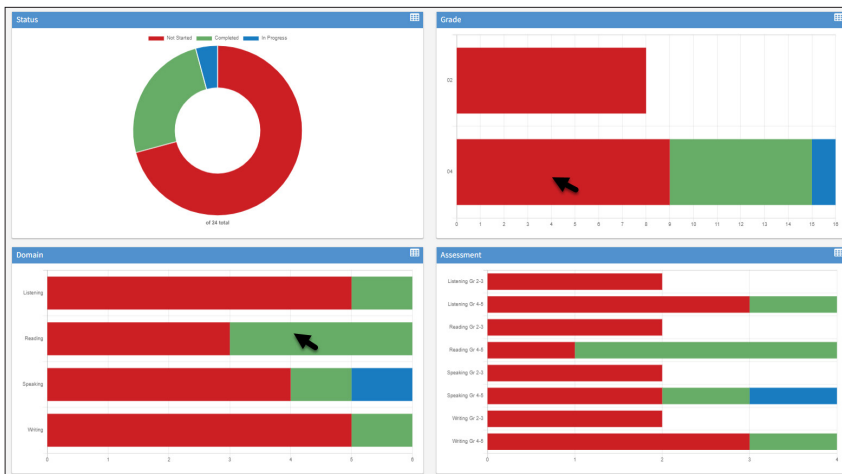 Status
Not Started Completed In Progress
of 24 total
Grade
02
04
0 1 2 3 4 5 6 7 8 9 10 11 12 13 14 15 16
Domain
Listening
Reading
Speaking
Writing
0 1 2 3 4 5 6
Assessment
Listening Gr 2-3
Listening Gr 4-5
Reading Gr 2-3
Reading Gr 4-5
Speaking Gr 2-3
Speaking Gr 4-5
Writing Gr 2-3
Writing Gr 4-5
0 1 2 3 4